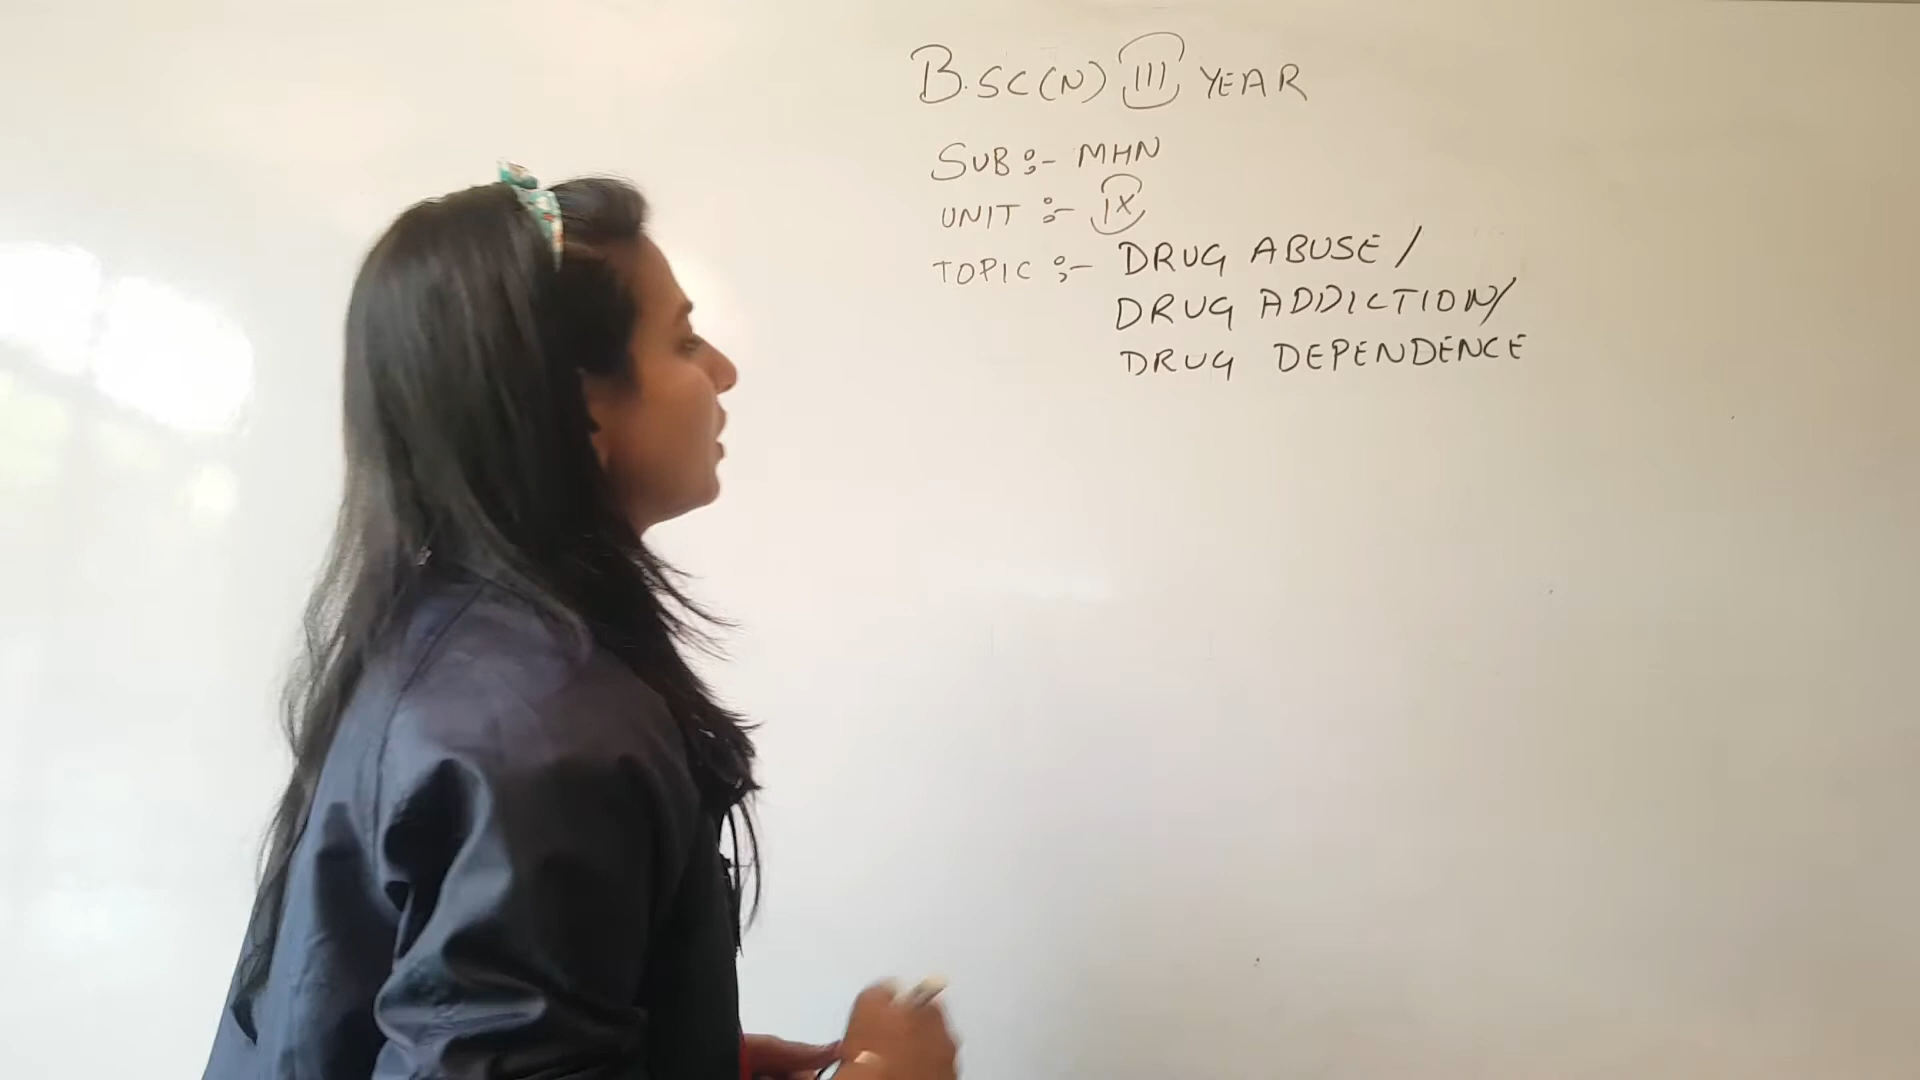 B.SC(N) III YEAR
SUB :- MHN
UNIT :- IX
TOPIC :- DRUG ABUSE /
DRUG ADDICTION/
DRUG DEPENDENCE